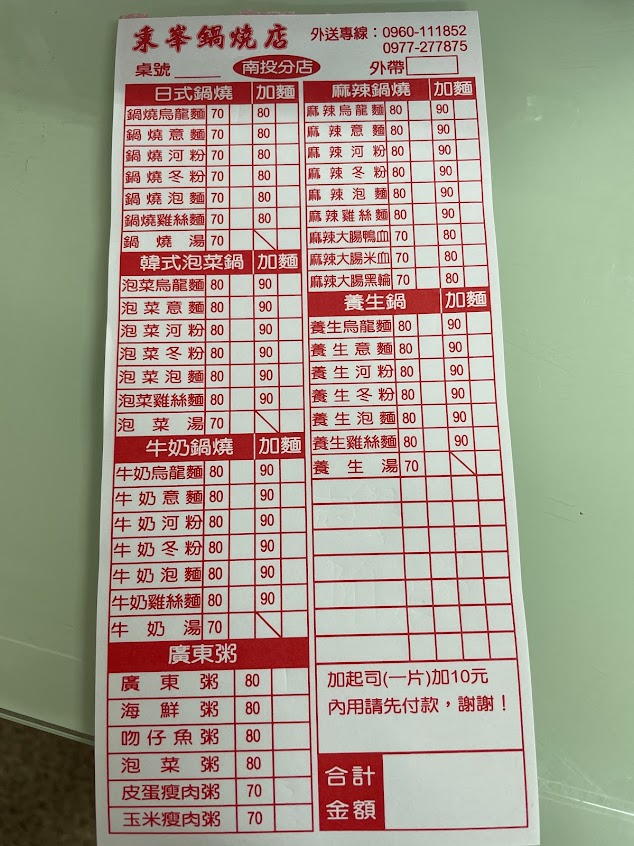 東峯鍋燒店
外送專線：0960-111852
0977-277875
桌號
南投分店
外帶
日式鍋燒 加麵
鍋燒烏龍麵 70 80
鍋燒意麵 70 80
鍋燒河粉 70 80
鍋燒冬粉 70 80
鍋燒泡麵 70 80
鍋燒雞絲麵 70 80
鍋燒湯 70
韓式泡菜鍋 加麵
泡菜烏龍麵 80 90
泡菜意麵 80 90
泡菜河粉 80 90
泡菜冬粉 80 90
泡菜泡麵 80 90
泡菜雞絲麵 80 90
泡菜湯 70
牛奶鍋燒 加麵
牛奶烏龍麵 80 90
牛奶意麵 80 90
牛奶河粉 80 90
牛奶冬粉 80 90
牛奶泡麵 80 90
牛奶雞絲麵 80 90
牛奶湯 70
廣東粥
廣東粥 80
海鮮粥 80
吻仔魚粥 80
泡菜粥 80
皮蛋瘦肉粥 70
玉米瘦肉粥 70
麻辣鍋燒 加麵
麻辣烏龍麵 80 90
麻辣意麵 80 90
麻辣河粉 80 90
麻辣冬粉 80 90
麻辣泡麵 80 90
麻辣雞絲麵 80 90
麻辣大腸鴨血 70 80
麻辣大腸米血 70 80
麻辣大腸黑輪 70 80
養生鍋 加麵
養生烏龍麵 80 90
養生意麵 80 90
養生河粉 80 90
養生冬粉 80 90
養生泡麵 80 90
養生雞絲麵 80 90
養生湯 70
加起司(一片)加10元
內用請先付款，謝謝！
合計
金額